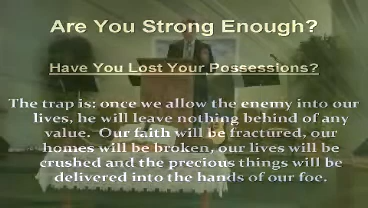 Are You Strong Enough?
Have You Lost Your Possessions?
The trap is: once we allow the enemy into our
lives, he will leave nothing behind of any
value.  Our faith will be fractured, our
homes will be broken, our lives will be
crushed and the precious things will be
delivered into the hands of our foe.